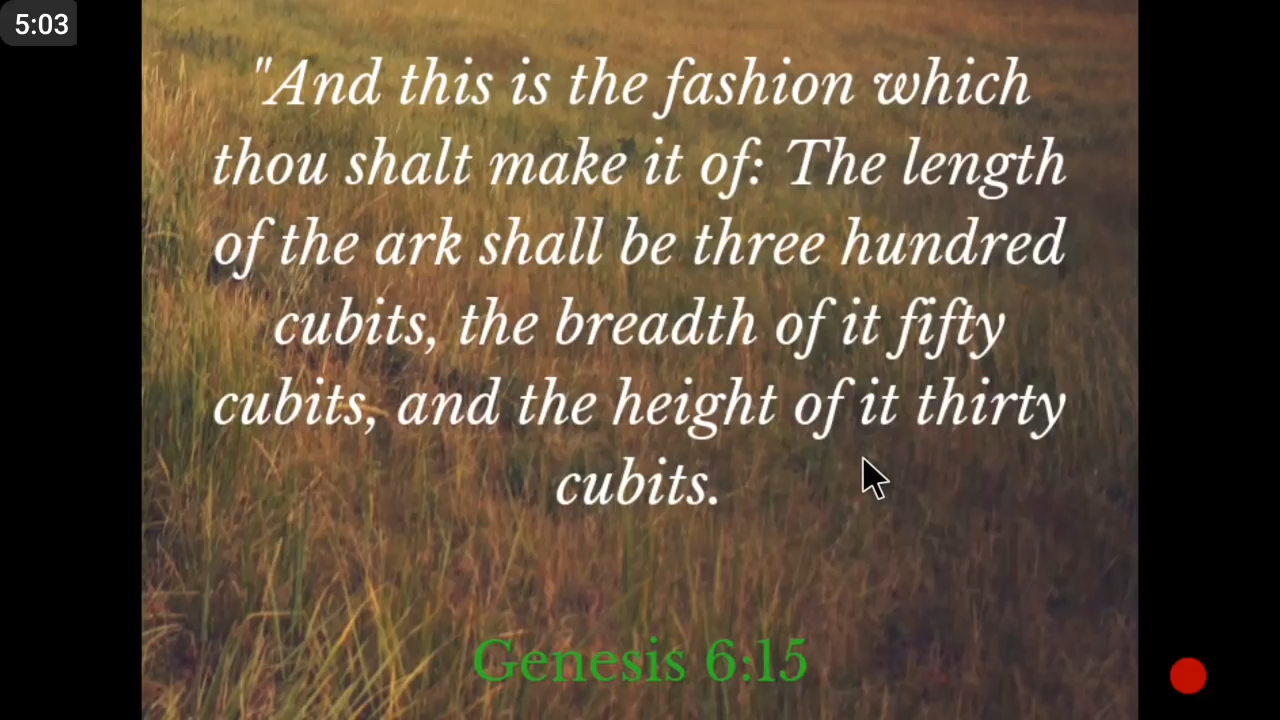 5:03
"And this is the fashion which
thou shalt make it of: The length
of the ark shall be three hundred
cubits, the breadth of it fifty
cubits, and the height of it thirty
cubits.
Genesis 6:15